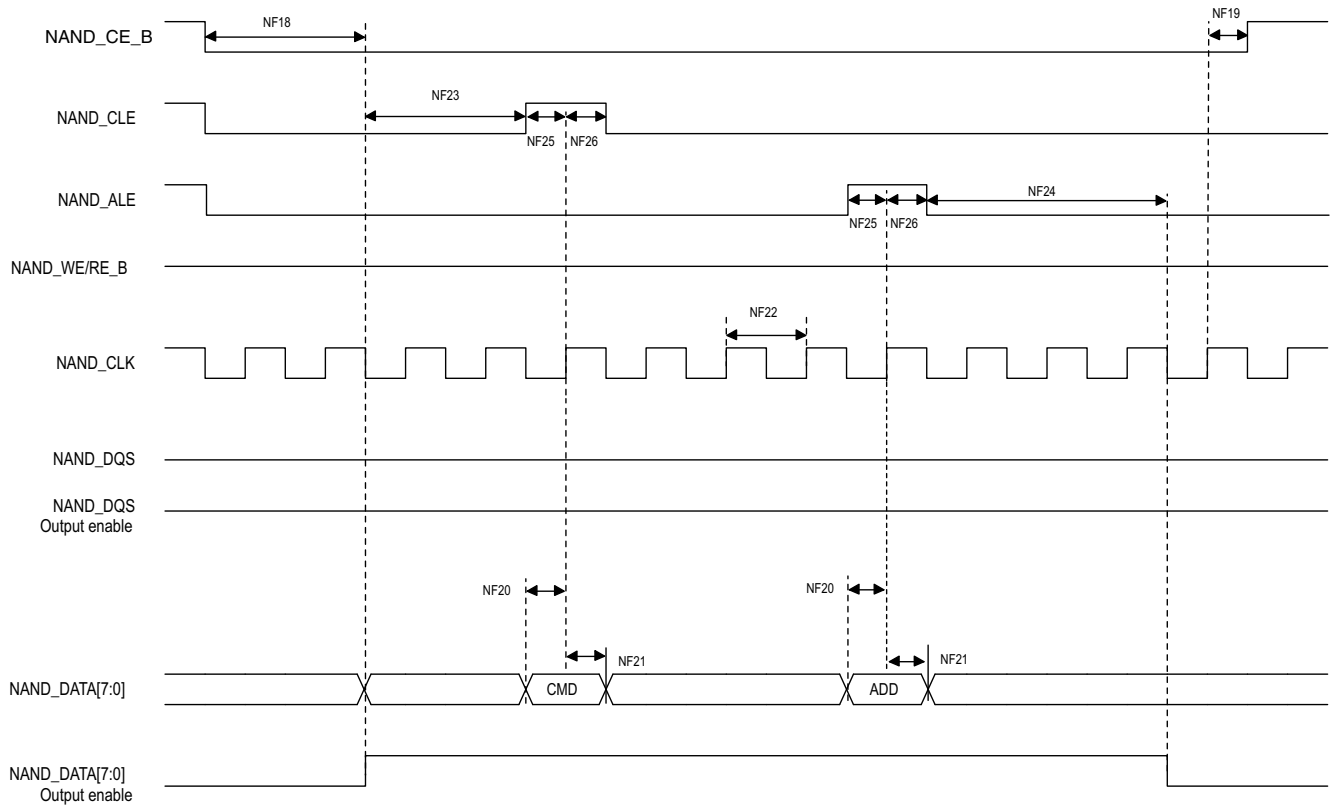 NF18
NF19
NAND_CE_B
NF23
NAND_CLE
NF25 NF26
NAND_ALE
NF24
NF25 NF26
NAND_WE/RE_B
NF22
NAND_CLK
NAND_DQS
NAND_DQS
Output enable
NF20
NF20
NF21
NF21
NAND_DATA[7:0]
CMD
ADD
NAND_DATA[7:0]
Output enable